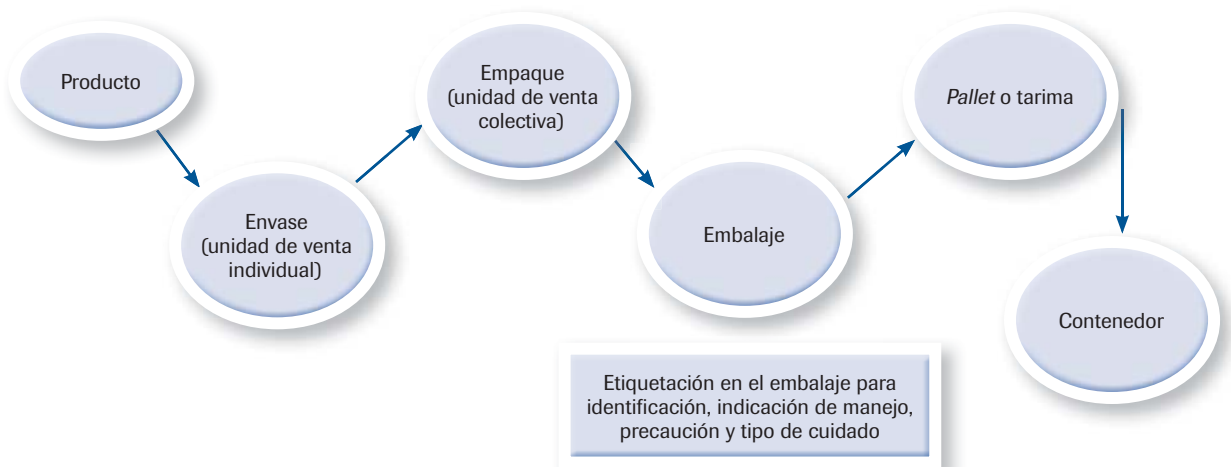 Producto
Envase
(unidad de venta
individual)
Empaque
(unidad de venta
colectiva)
Embalaje
Pallet o tarima
Contenedor
Etiquetación en el embalaje para
identificación, indicación de manejo,
precaución y tipo de cuidado